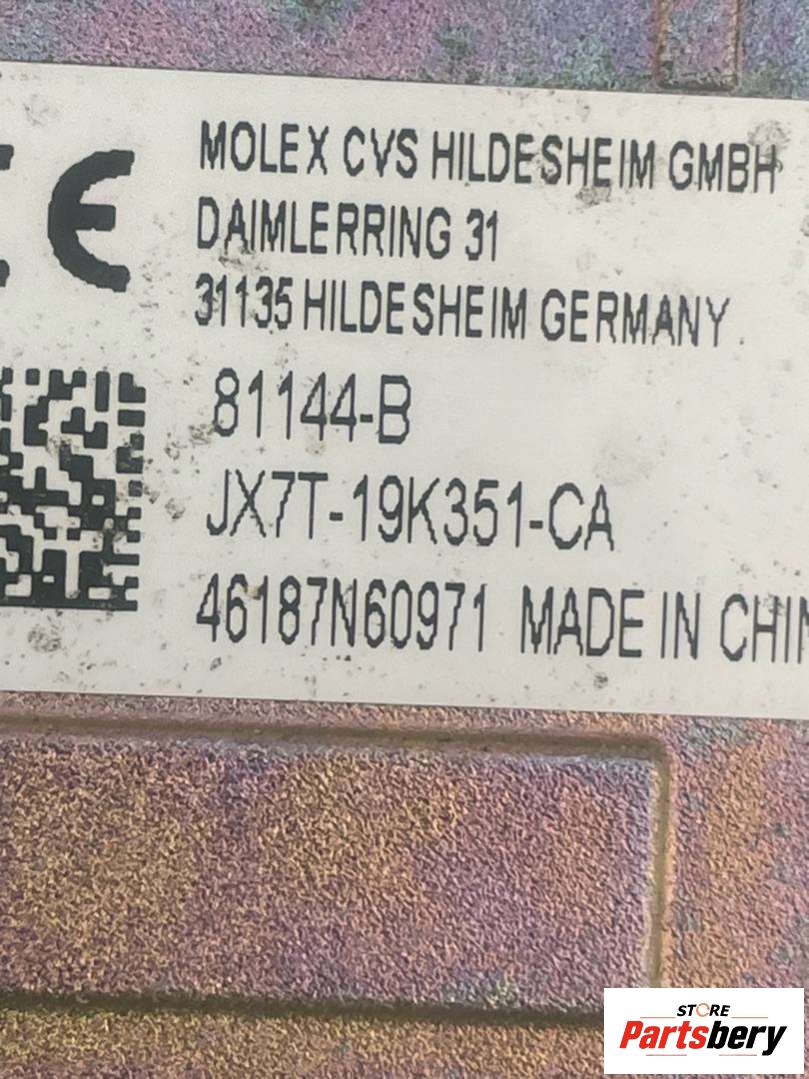 CE
MOLEX CVS HILDESHEIM GMBH
DAIMLERRING 31
31135 HILDESHEIM GERMANY
81144-B
JX7T-19K351-CA
46187N60971 MADE IN CHIN
STORE
Partsbery